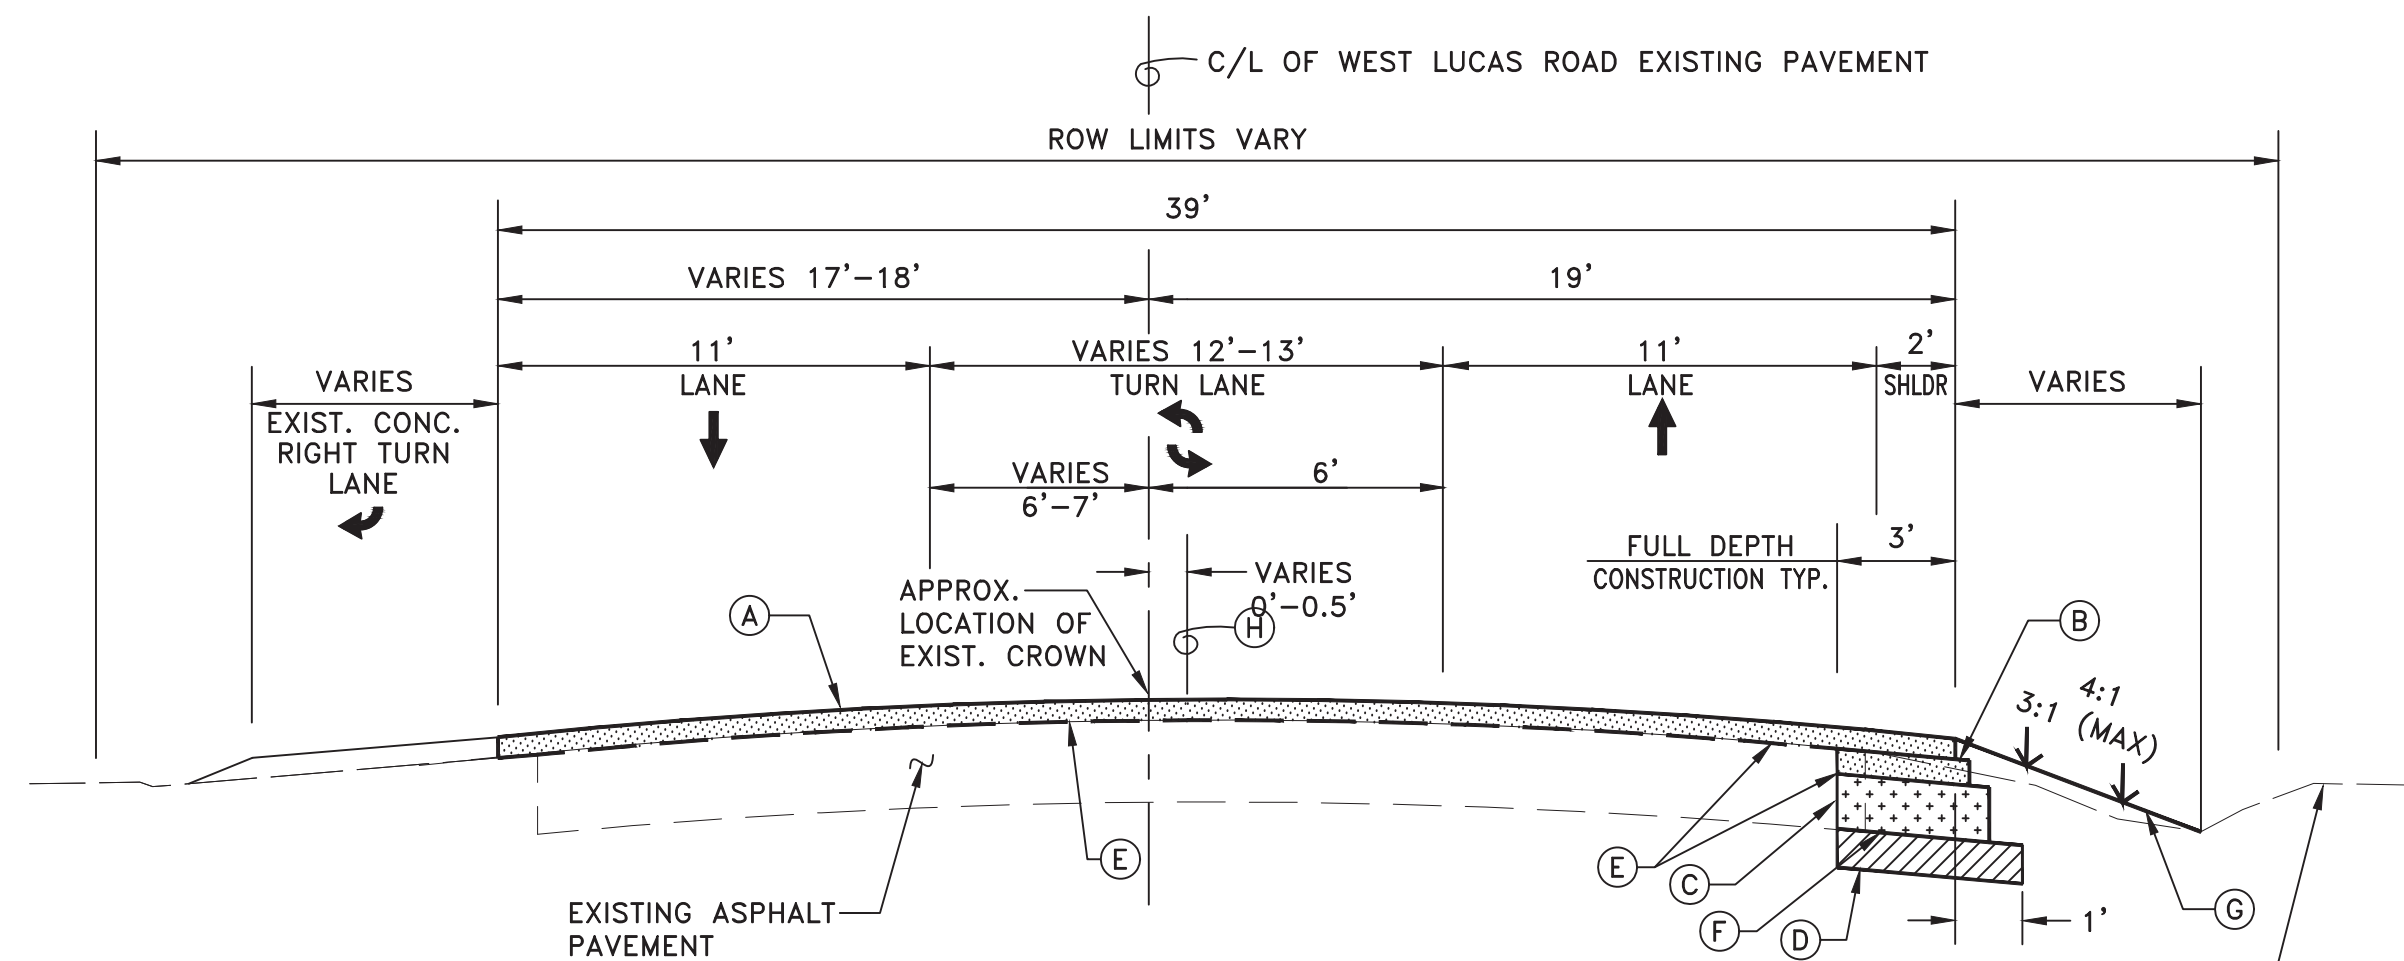 C/L OF WEST LUCAS ROAD EXISTING PAVEMENT
ROW LIMITS VARY
39'
VARIES 17'-18'
19'
11'
LANE
VARIES 12'-13'
TURN LANE
11'
LANE
2'
SHLDR
VARIES
EXIST. CONC.
RIGHT TURN
LANE
VARIES
VARIES
6'-7'
6'
FULL DEPTH
CONSTRUCTION TYP.
3'
APPROX.
LOCATION OF
EXIST. CROWN
VARIES
0'-0.5'
H
A
B
3:1
4:1
(MAX)
E
E
C
F
D
G
1'
EXISTING ASPHALT
PAVEMENT